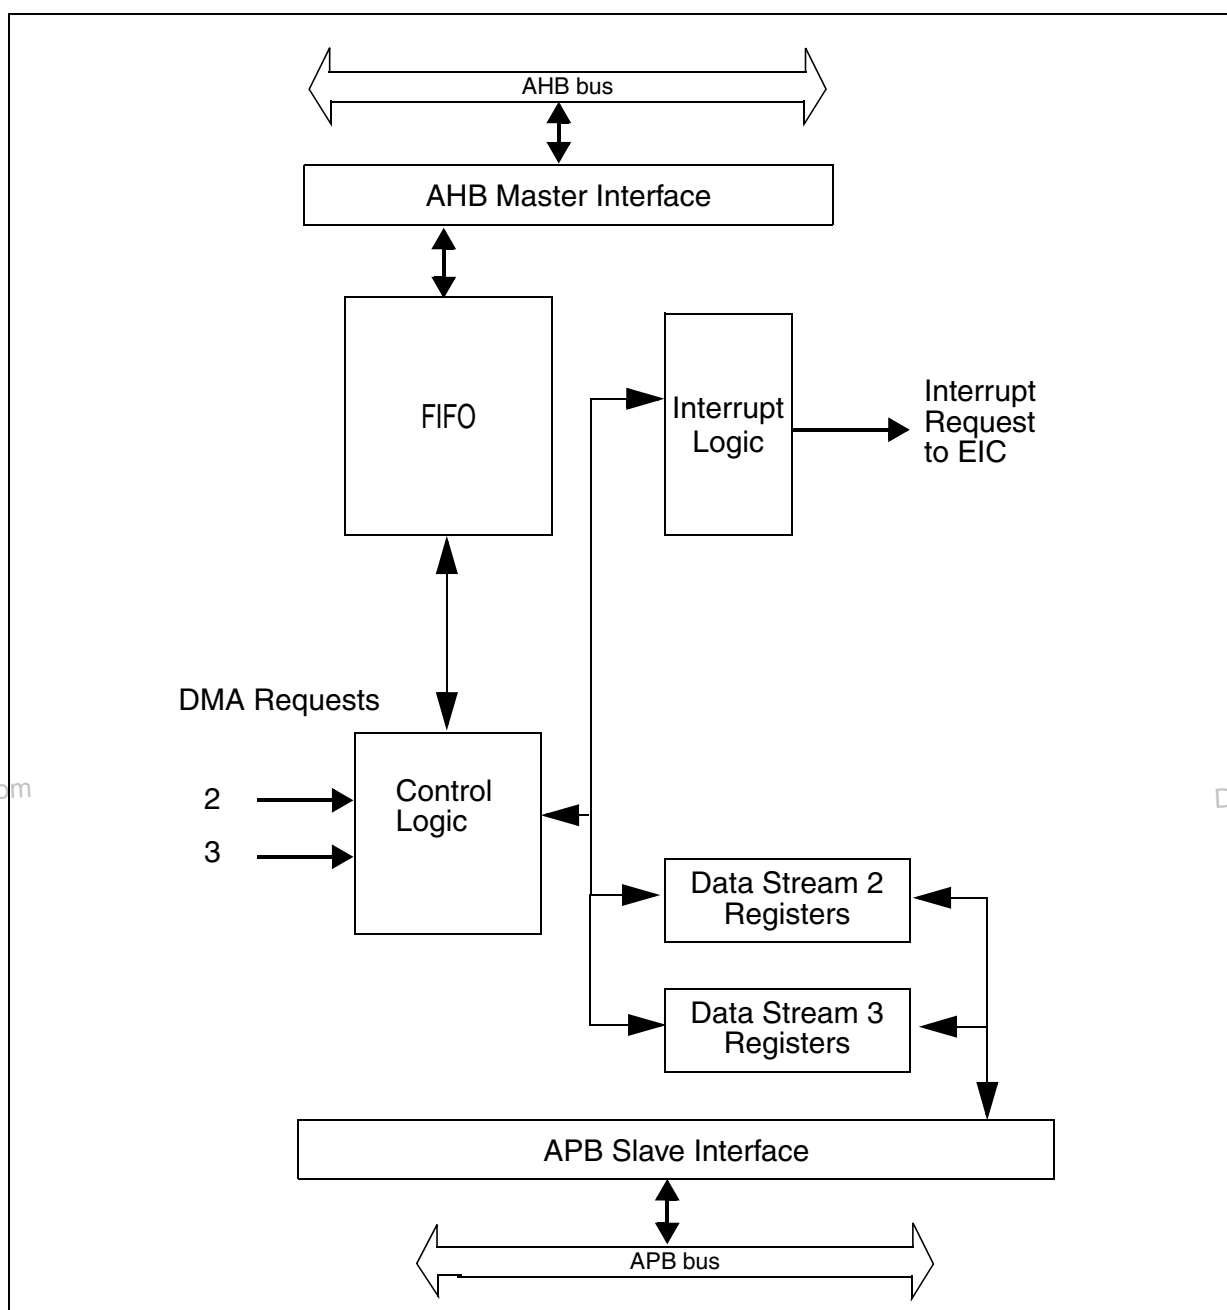 AHB bus
AHB Master Interface
FIFO
Interrupt
Logic
Interrupt
Request
to EIC
DMA Requests
2
3
Control
Logic
Data Stream 2
Registers
Data Stream 3
Registers
APB Slave Interface
APB bus